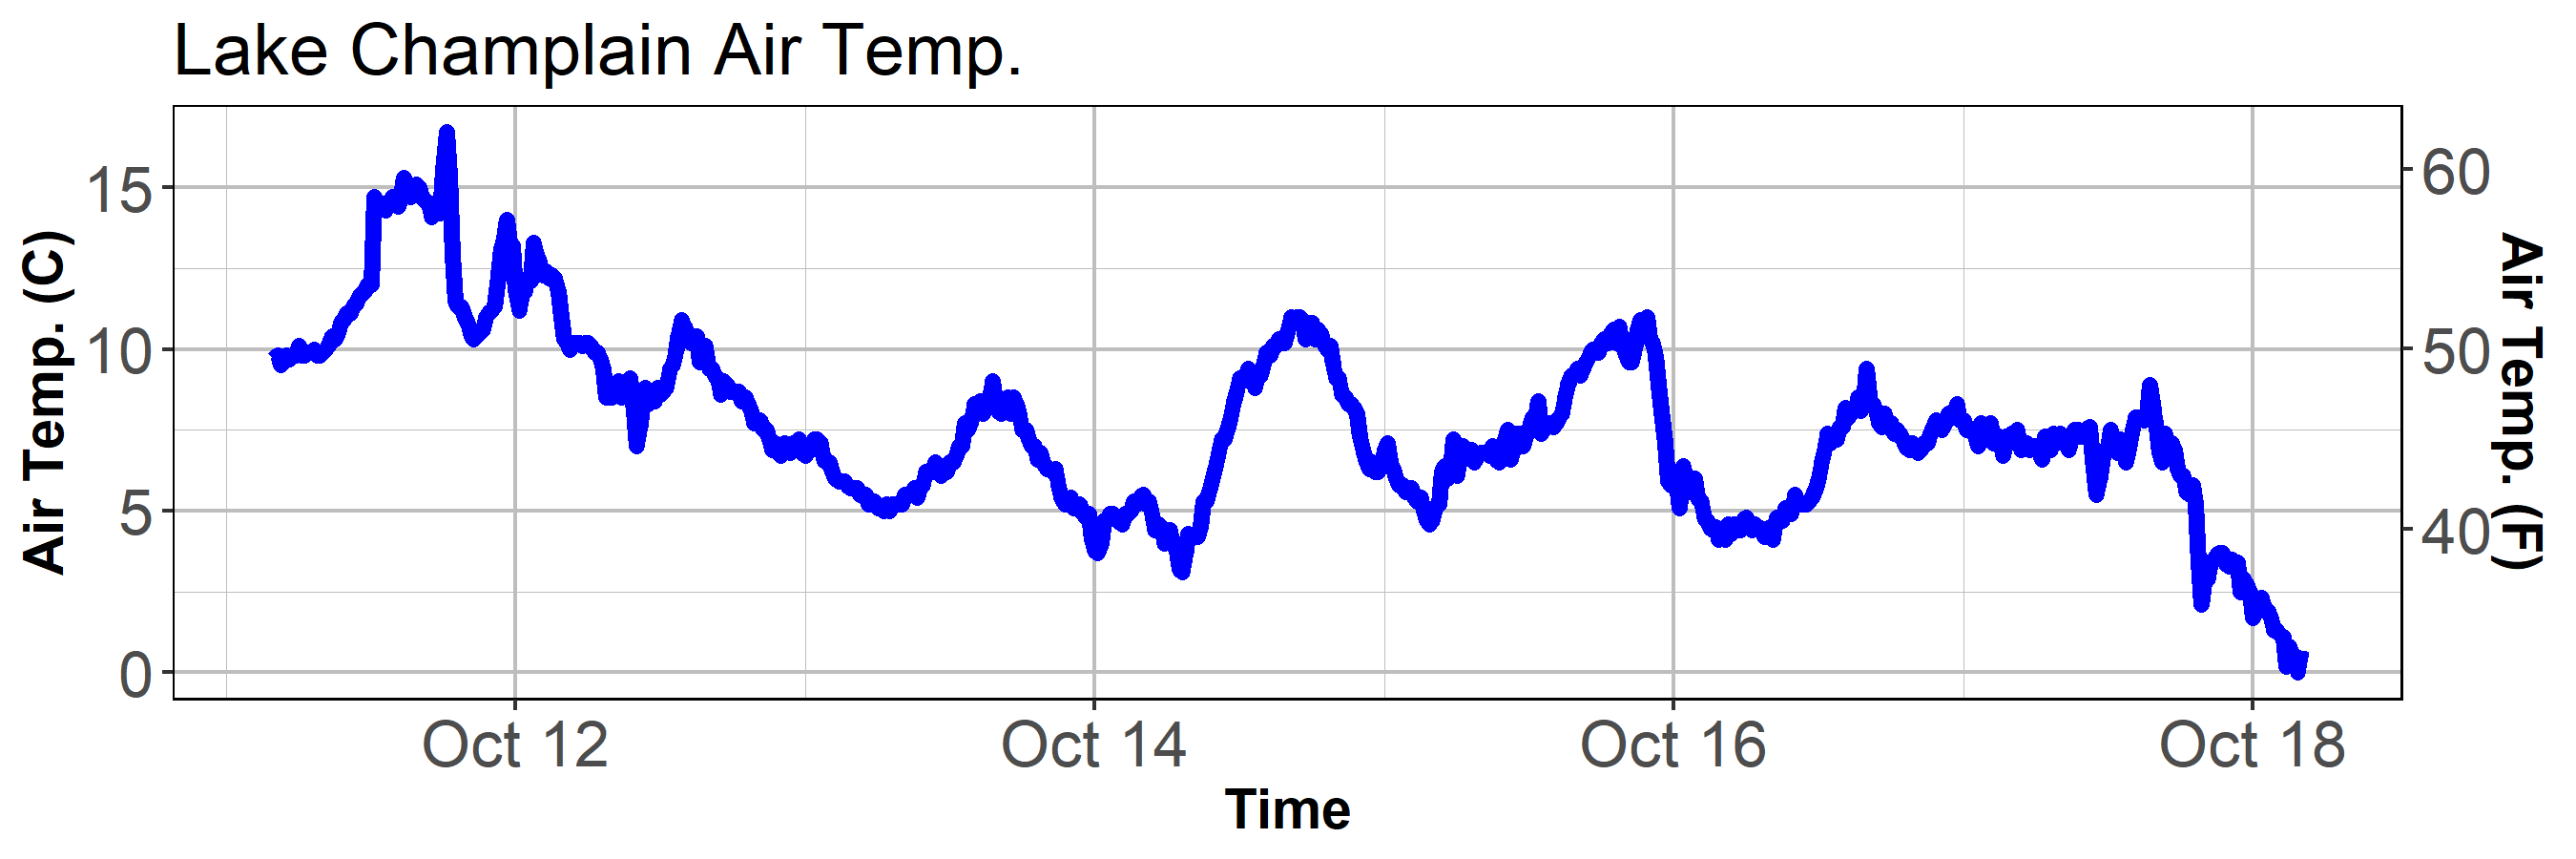 Lake Champlain Air Temp.
Air Temp. (C)
15
10
5
0
60
50
40
Air Temp. (F)
Oct 12
Oct 14
Oct 16
Oct 18
Time